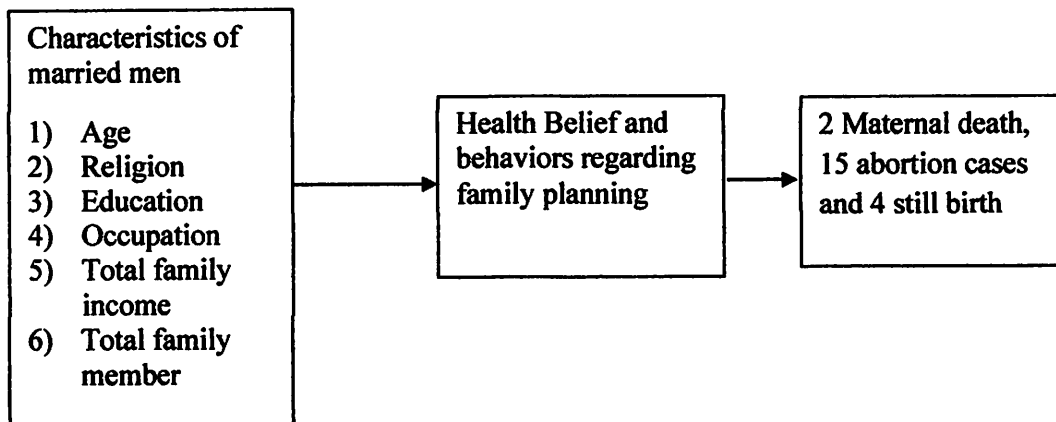 Characteristics of
married men
1) Age
2) Religion
3) Education
4) Occupation
5) Total family
income
6) Total family
member
Health Belief and
behaviors regarding
family planning
2 Maternal death,
15 abortion cases
and 4 still birth